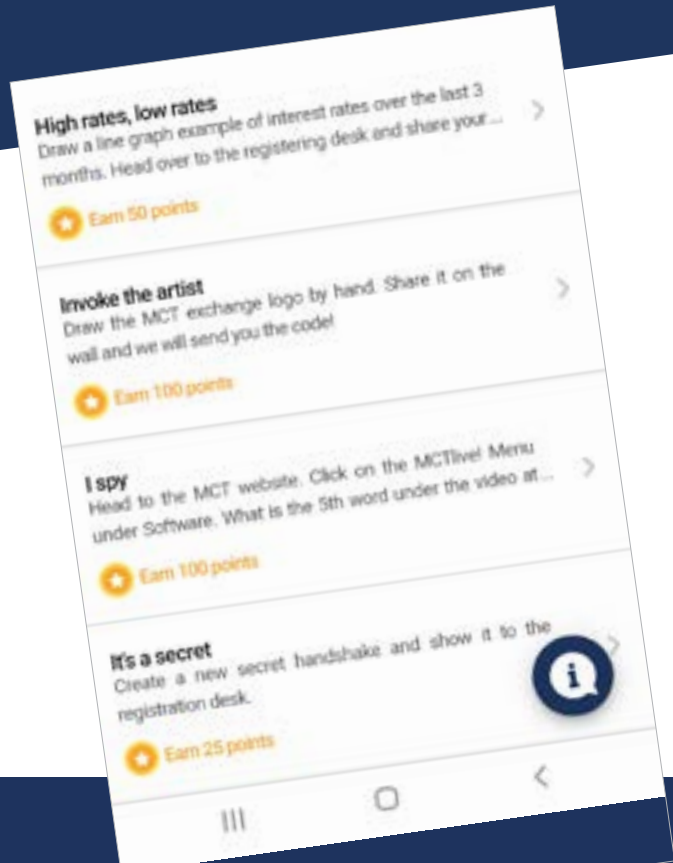 High rates, low rates
Draw a line graph example of interest rates over the last 3
months. Head over to the registering desk and share your...
Earn 50 points
Invoke the artist
Draw the MCT exchange logo by hand. Share it on the
wall and we will send you the code!
Earn 100 points
I spy
Head to the MCT website. Click on the MCTlive! Menu
under Software. What is the 5th word under the video at...
Earn 100 points
It's a secret
Create a new secret handshake and show it to the
registration desk.
Earn 25 points